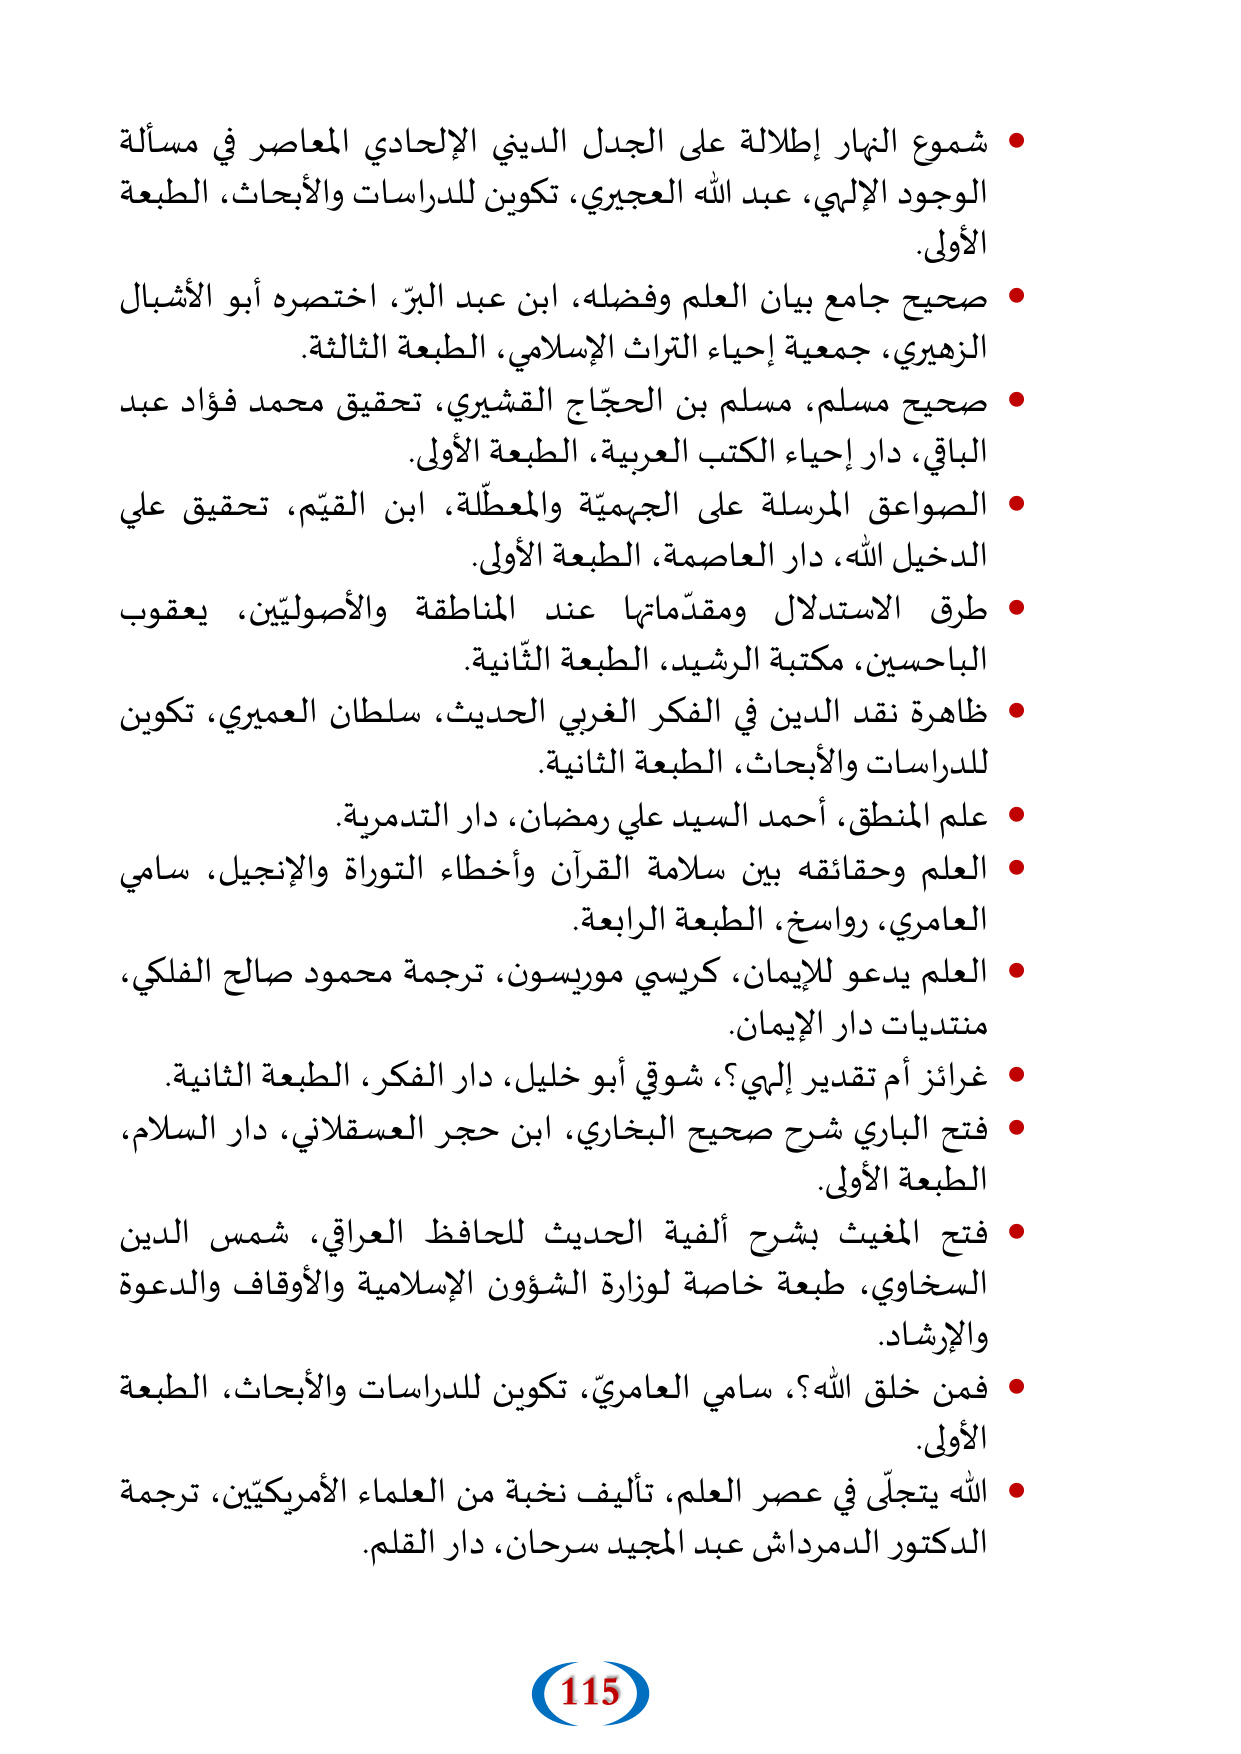 • شموع النهار إطلالة على الجدل الديني الإلحادي المعاصر في مسألة
الوجود الإلهي، عبد الله العجيري، تكوين للدراسات والأبحاث، الطبعة
الأولى.
• صحيح جامع بيان العلم وفضله، ابن عبد البرّ، اختصره أبو الأشبال
الزهيري، جمعية إحياء التراث الإسلامي، الطبعة الثالثة.
• صحيح مسلم، مسلم بن الحجّاج القشيري، تحقيق محمد فؤاد عبد
الباقي، دار إحياء الكتب العربية، الطبعة الأولى.
• الصواعق المرسلة على الجهميّة والمعطّلة، ابن القيّم، تحقيق علي
الدخيل الله، دار العاصمة، الطبعة الأولى.
• طرق الاستدلال ومقدّماتها عند المناطقة والأصوليّين، يعقوب
الباحسين، مكتبة الرشيد، الطبعة الثّانية.
• ظاهرة نقد الدين في الفكر الغربي الحديث، سلطان العميري، تكوين
للدراسات والأبحاث، الطبعة الثانية.
• علم المنطق، أحمد السيد علي رمضان، دار التدمرية.
• العلم وحقائقه بين سلامة القرآن وأخطاء التوراة والإنجيل، سامي
العامري، رواسخ، الطبعة الرابعة.
• العلم يدعو للإيمان، كريسي موريسون، ترجمة محمود صالح الفلكي،
منتديات دار الإيمان.
• غرائز أم تقدير إلهي؟، شوقي أبو خليل، دار الفكر، الطبعة الثانية.
• فتح الباري شرح صحيح البخاري، ابن حجر العسقلاني، دار السلام،
الطبعة الأولى.
• فتح المغيث بشرح ألفية الحديث للحافظ العراقي، شمس الدين
السخاوي، طبعة خاصة لوزارة الشؤون الإسلامية والأوقاف والدعوة
والإرشاد.
• فمن خلق الله؟، سامي العامريّ، تكوين للدراسات والأبحاث، الطبعة
الأولى.
• الله يتجلّى في عصر العلم، تأليف نخبة من العلماء الأمريكيّين، ترجمة
الدكتور الدمرداش عبد المجيد سرحان، دار القلم.
115